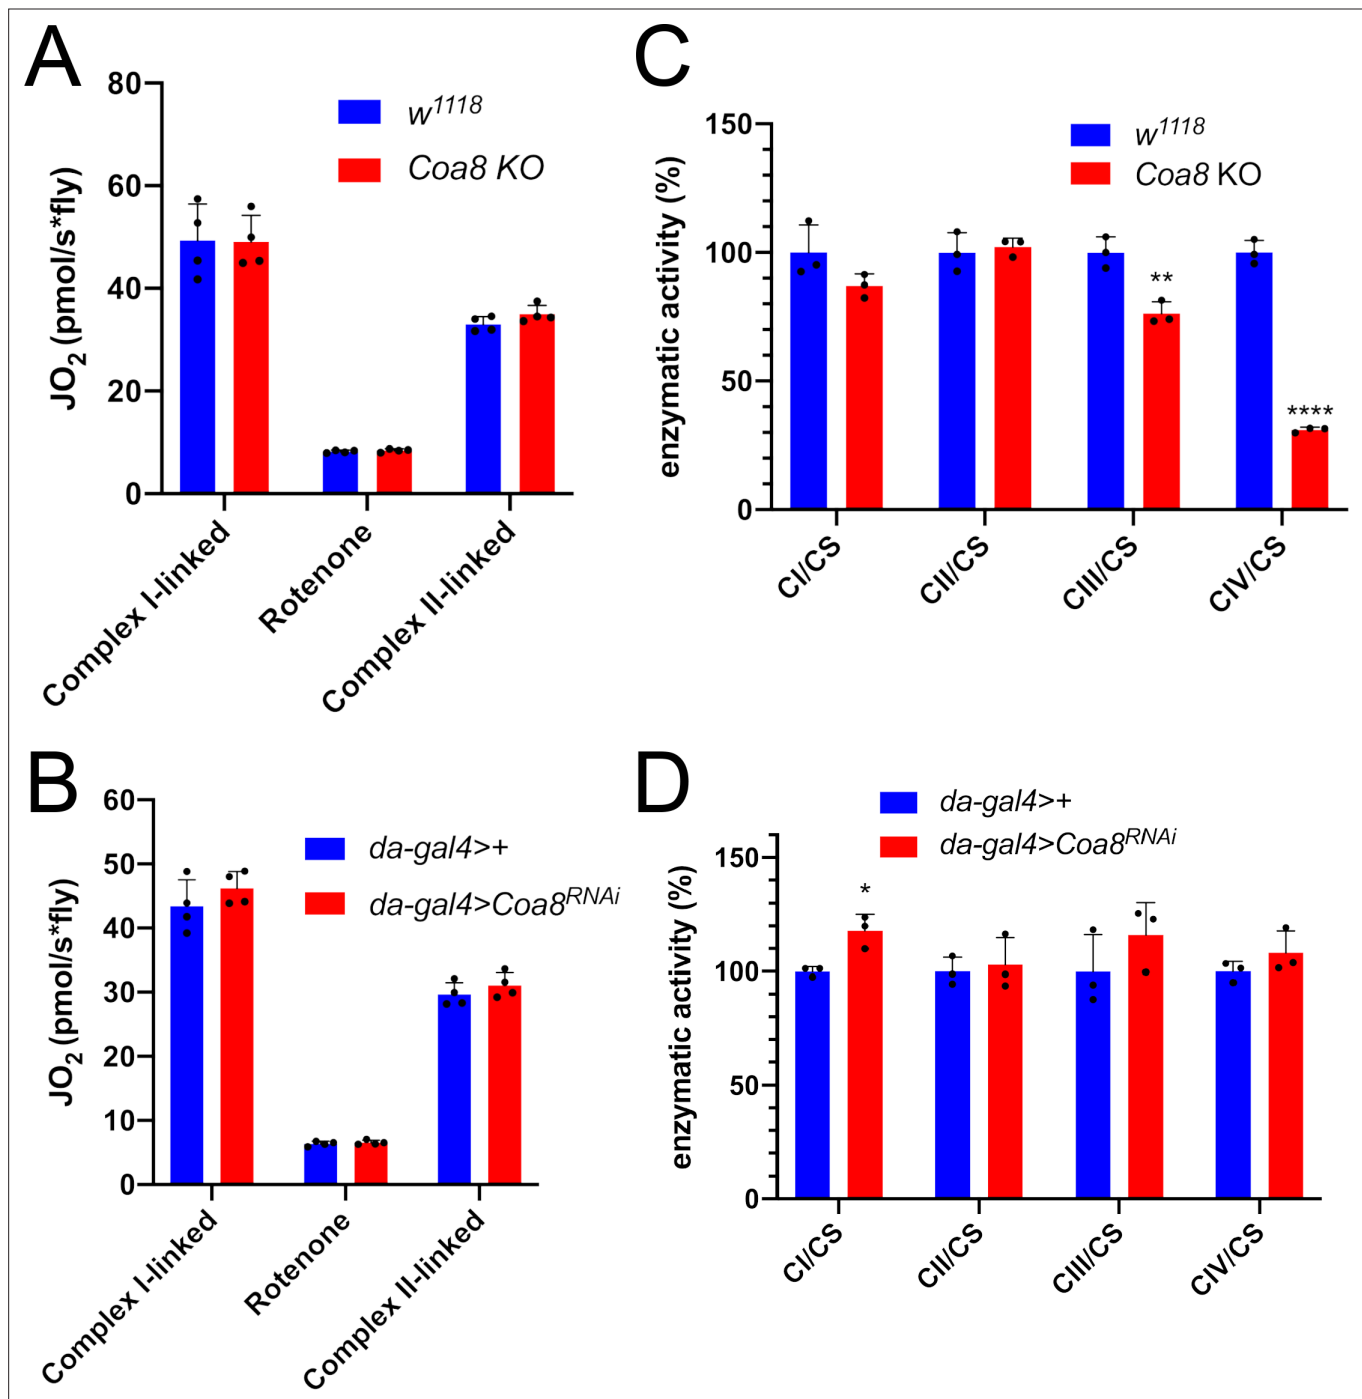 A
80
60
40
20
0
JO2 (pmol/s*fly)
w1118
Coa8 KO
Complex I-linked
Rotenone
Complex II-linked
C
150
100
50
0
enzymatic activity (%)
w1118
Coa8 KO
**
****
CI/CS
CII/CS
CIII/CS
CIV/CS
B
60
50
40
30
20
10
0
JO2 (pmol/s*fly)
da-gal4>+
da-gal4>Coa8RNAi
Complex I-linked
Rotenone
Complex II-linked
D
150
100
50
0
enzymatic activity (%)
da-gal4>+
da-gal4>Coa8RNAi
*
CI/CS
CII/CS
CIII/CS
CIV/CS